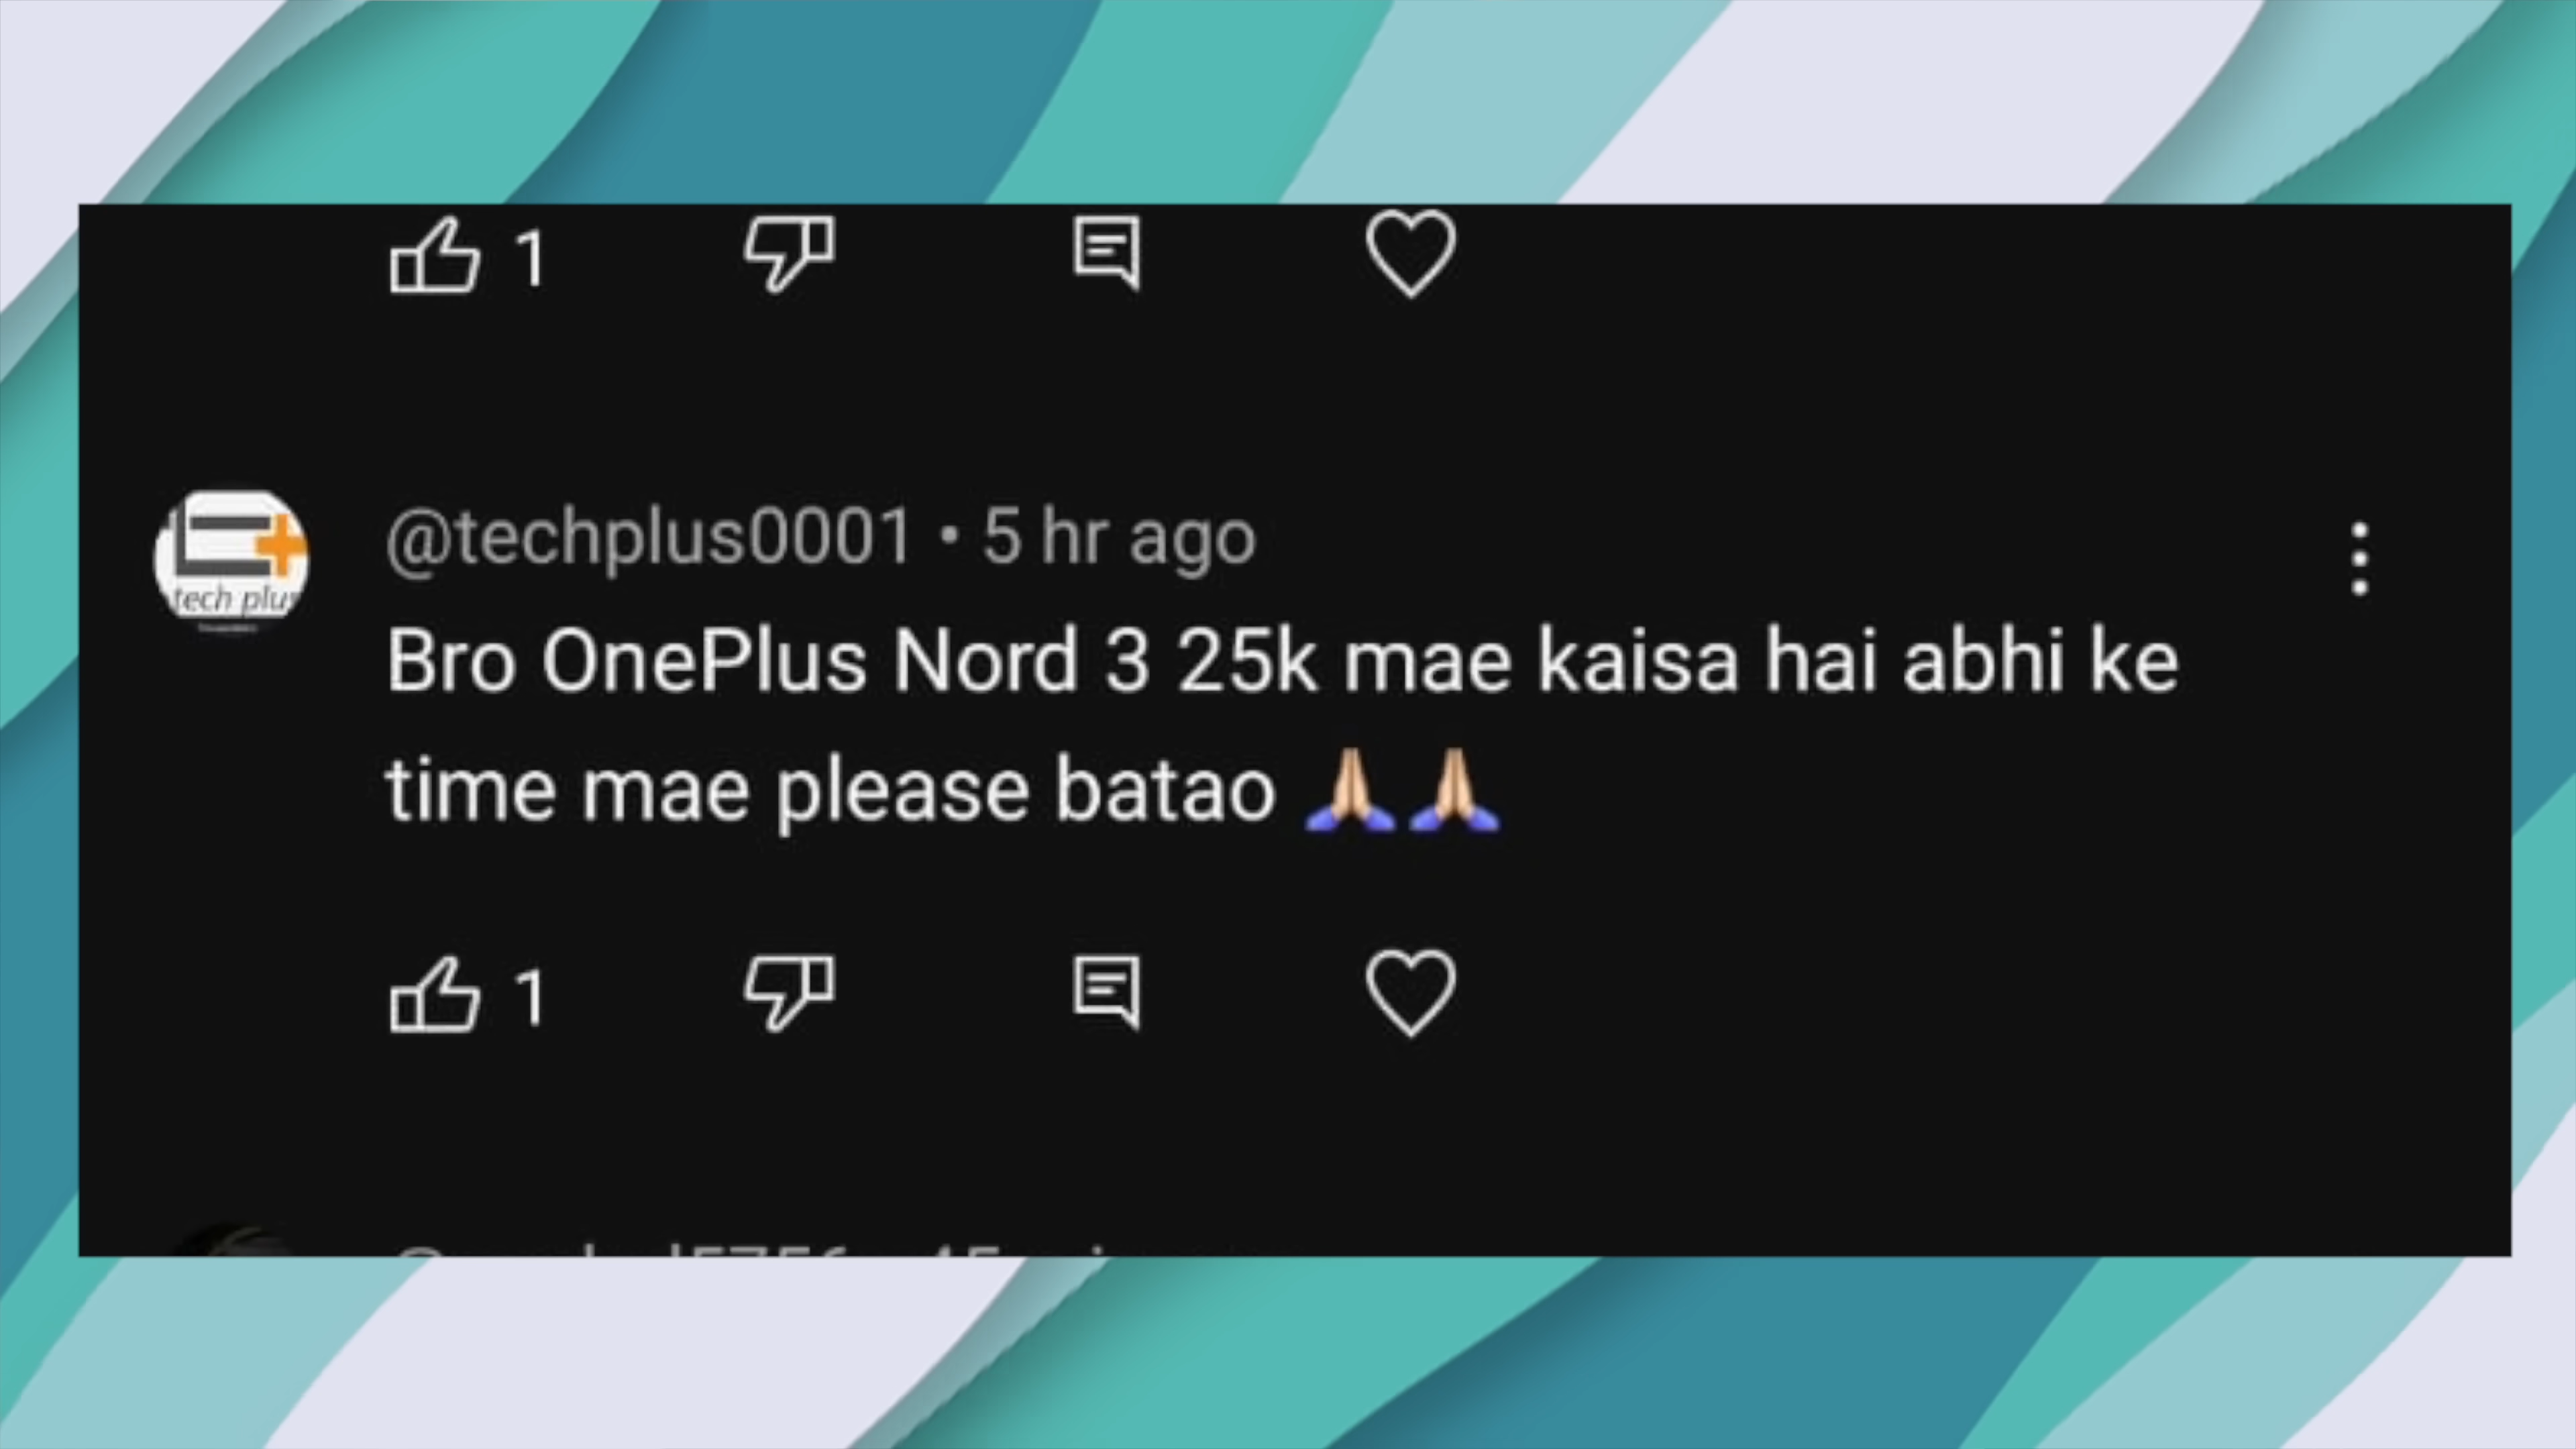 1
@techplus0001 • 5 hr ago
tech plus
Bro OnePlus Nord 3 25k mae kaisa hai abhi ke
time mae please batao 🙏🏼🙏🏼
1